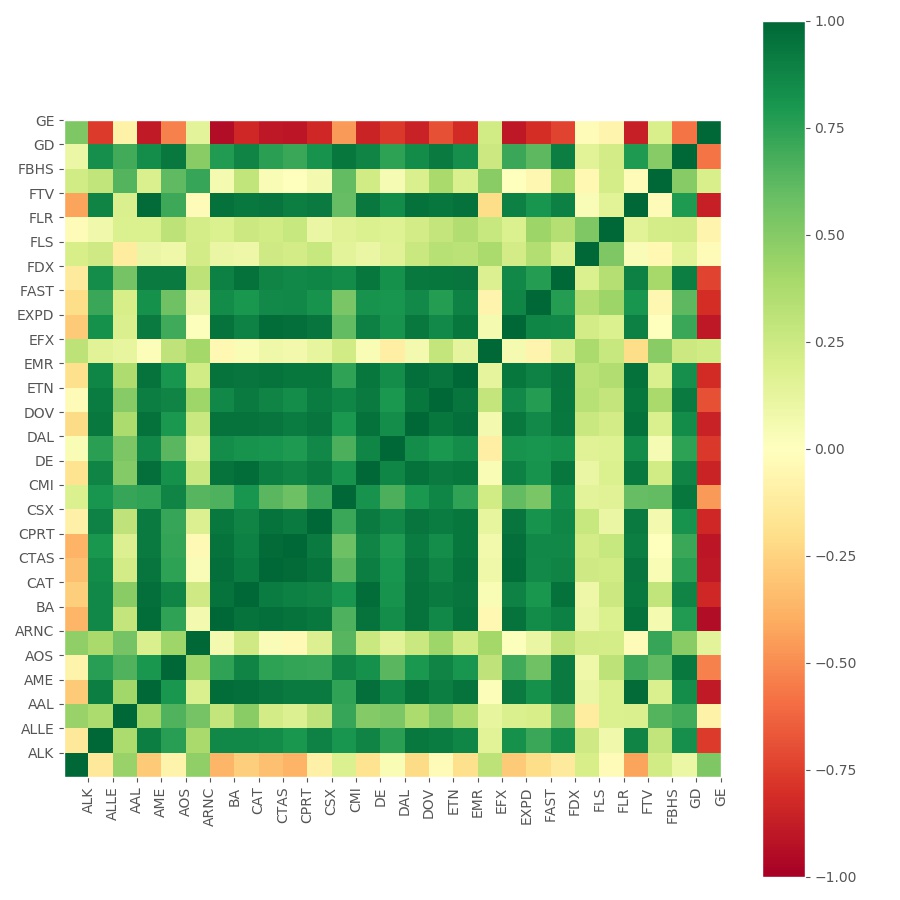 GE
GD
FBHS
FTV
FLR
FLS
FDX
FAST
EXPD
EFX
EMR
ETN
DOV
DAL
DE
CMI
CSX
CPRT
CTAS
CAT
BA
ARNC
AOS
AME
AAL
ALLE
ALK
ALK ALLE AAL AME AOS ARNC BA CAT CTAS CPRT CSX CMI DE DAL DOV ETN EMR EFX EXPD FAST FDX FLS FLR FTV FBHS GD GE
1.00
0.75
0.50
0.25
0.00
−0.25
−0.50
−0.75
−1.00